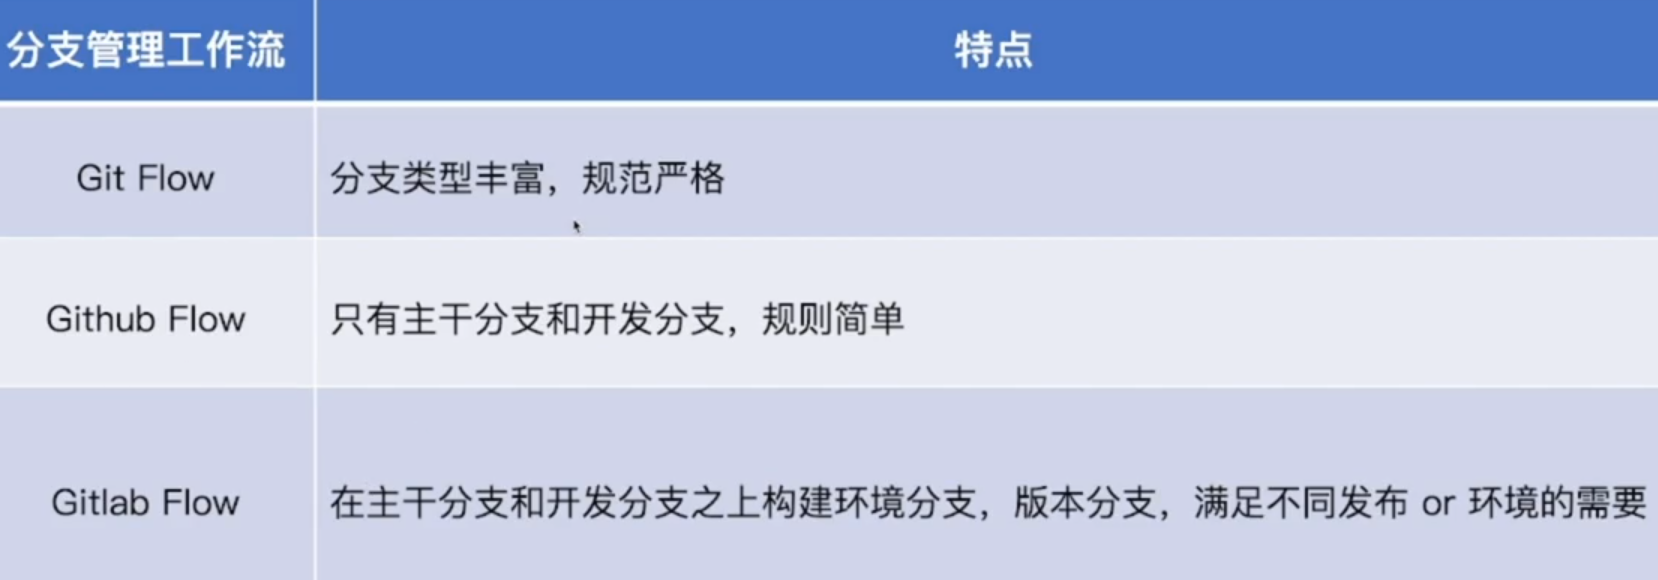 分支管理工作流 特点
Git Flow 分支类型丰富，规范严格
Github Flow 只有主干分支和开发分支，规则简单
Gitlab Flow 在主干分支和开发分支之上构建环境分支，版本分支，满足不同发布 or 环境的需要